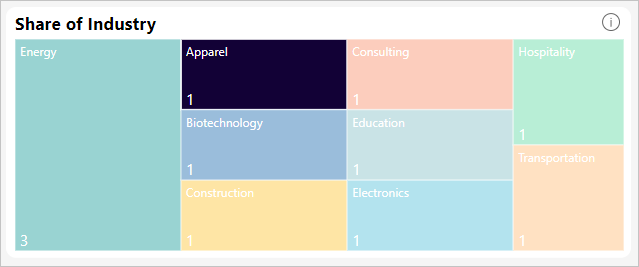 Share of Industry
Energy
3
Apparel
1
Biotechnology
1
Construction
1
Consulting
1
Education
1
Electronics
1
Hospitality
1
Transportation
1